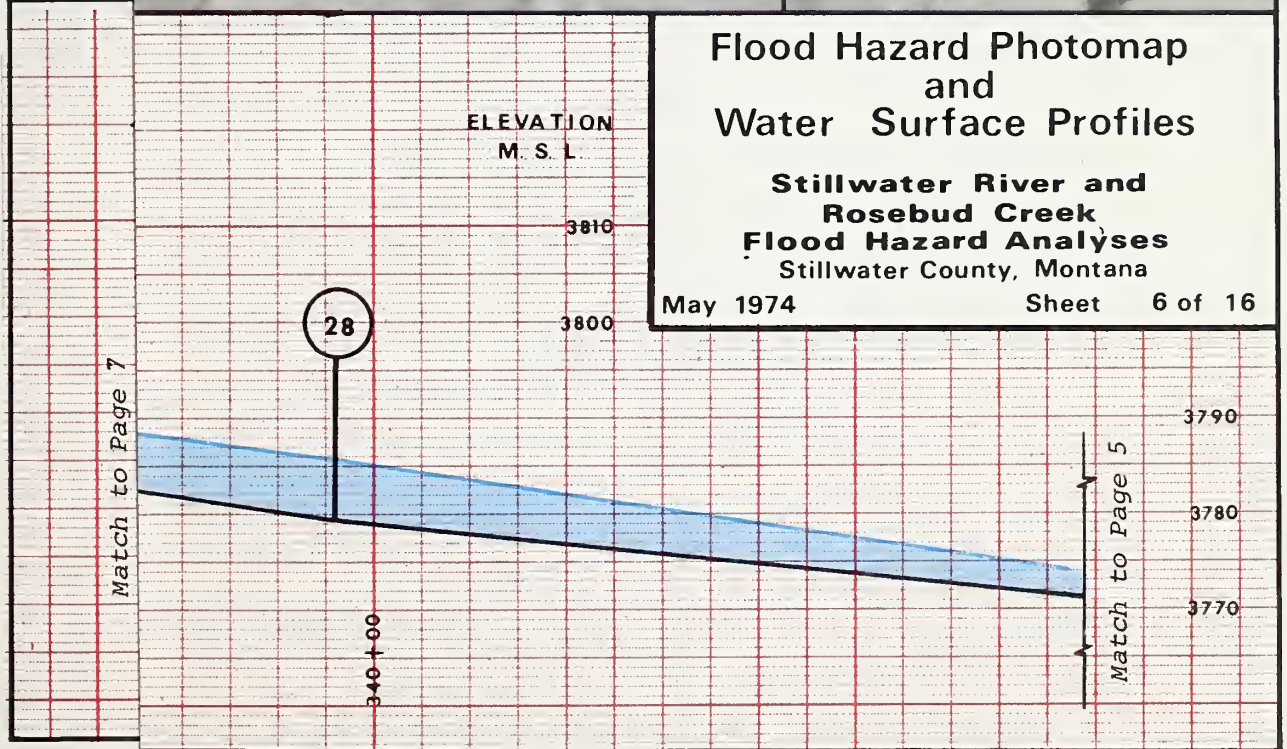 Flood Hazard Photomap
and
Water Surface Profiles
Stillwater River and
Rosebud Creek
Flood Hazard Analyses
Stillwater County, Montana
May 1974 Sheet 6 of 16
ELEVATION
M. S. L.
3810
3800
28
3790
3780
3770
Match to Page 7
340+00
Match to Page 5